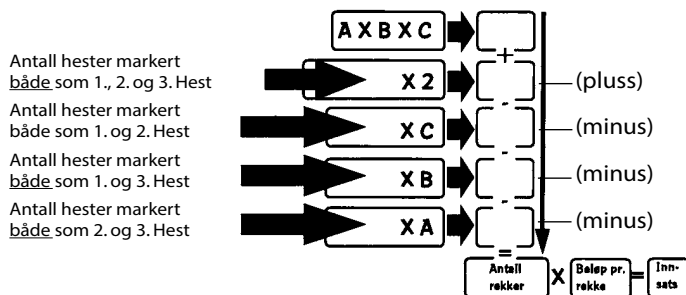 A X B X C
+
Antall hester markert
både som 1., 2. og 3. Hest
X 2
(pluss)
-
Antall hester markert
både som 1. og 2. Hest
X C
(minus)
-
Antall hester markert
både som 1. og 3. Hest
X B
(minus)
-
Antall hester markert
både som 2. og 3. Hest
X A
(minus)
=
Antall
rekker
X
Beløp pr.
rekke
=
Inn-
sats